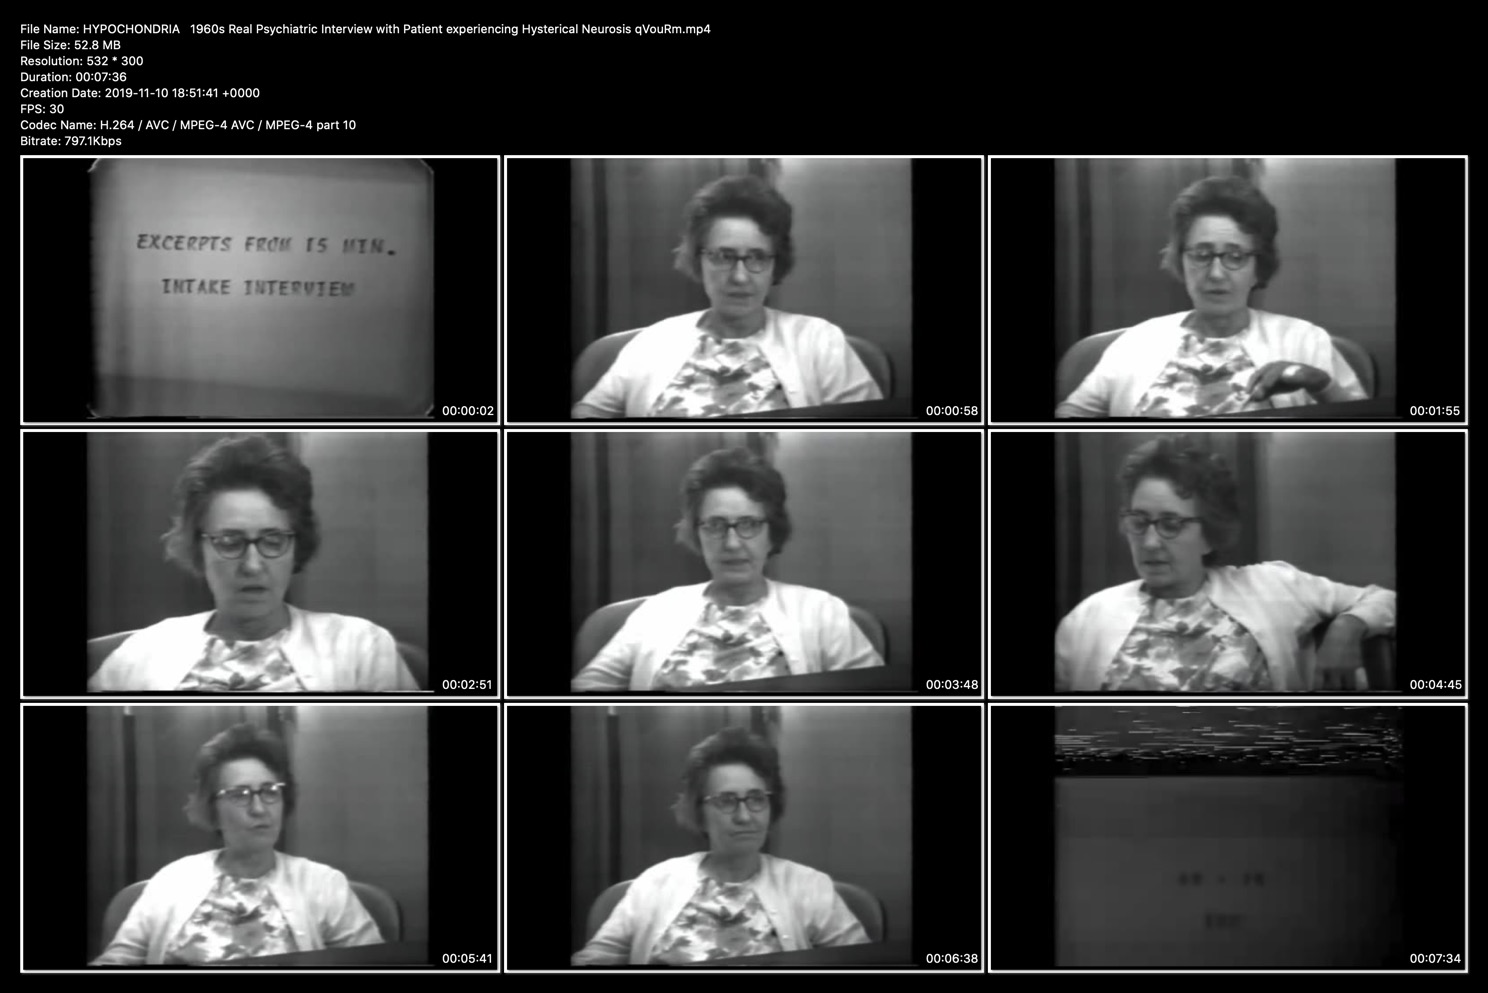 File Name: HYPOCHONDRIA   1960s Real Psychiatric Interview with Patient experiencing Hysterical Neurosis qVouRm.mp4
File Size: 52.8 MB
Resolution: 532 * 300
Duration: 00:07:36
Creation Date: 2019-11-10 18:51:41 +0000
FPS: 30
Codec Name: H.264 / AVC / MPEG-4 AVC / MPEG-4 part 10
Bitrate: 797.1Kbps
EXCERPTS FROM 15 MIN.
INTAKE INTERVIEW
00:00:02
00:00:58
00:01:55
00:02:51
00:03:48
00:04:45
00:05:41
00:06:38
00:07:34